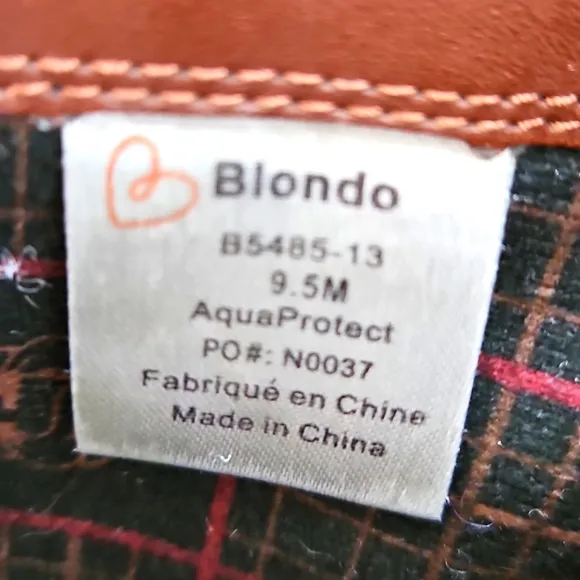 Blondo
B5485-13
9.5M
AquaProtect
PO#: N0037
Fabriqué en Chine
Made in China